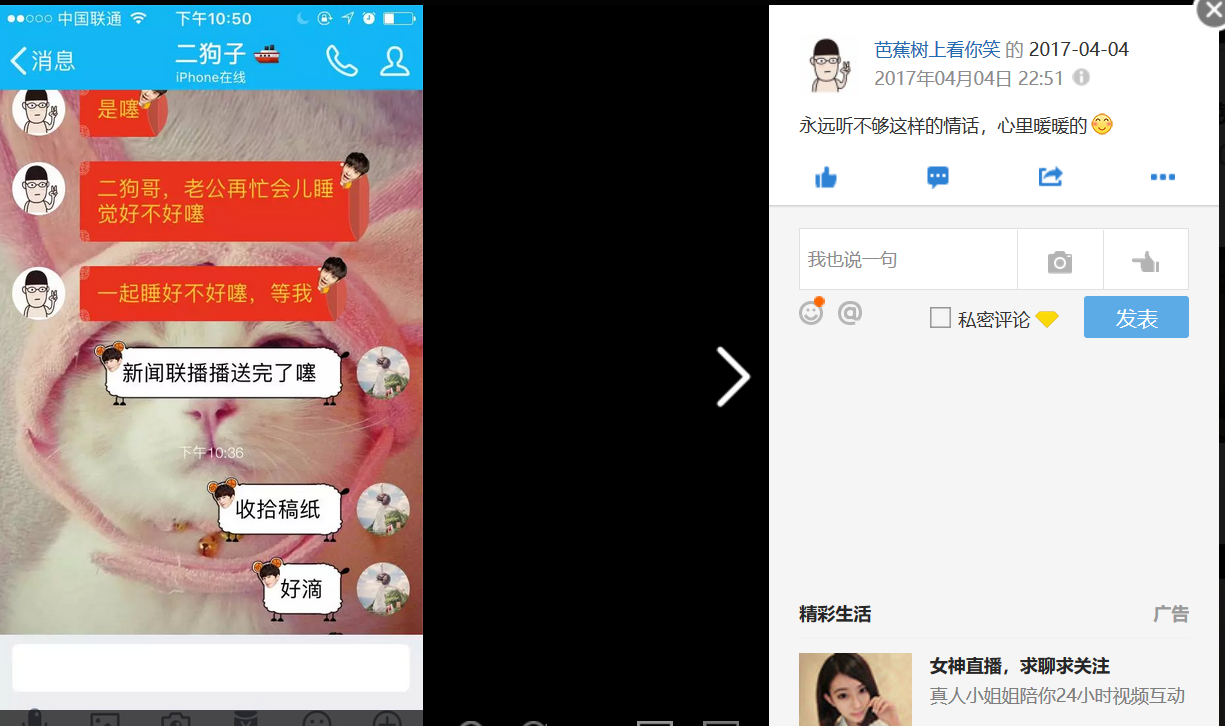 中国联通
下午10:50
消息
二狗子
iPhone在线
是噻
二狗哥，老公再忙会儿睡
觉好不好噻
一起睡好不好噻，等我
新闻联播播送完了噻
下午10:36
收拾稿纸
好滴
芭蕉树上看你笑 的 2017-04-04
2017年04月04日 22:51
永远听不够这样的情话，心里暖暖的
我也说一句
私密评论
发表
精彩生活
广告
女神直播，求聊求关注
真人小姐姐陪你24小时视频互动